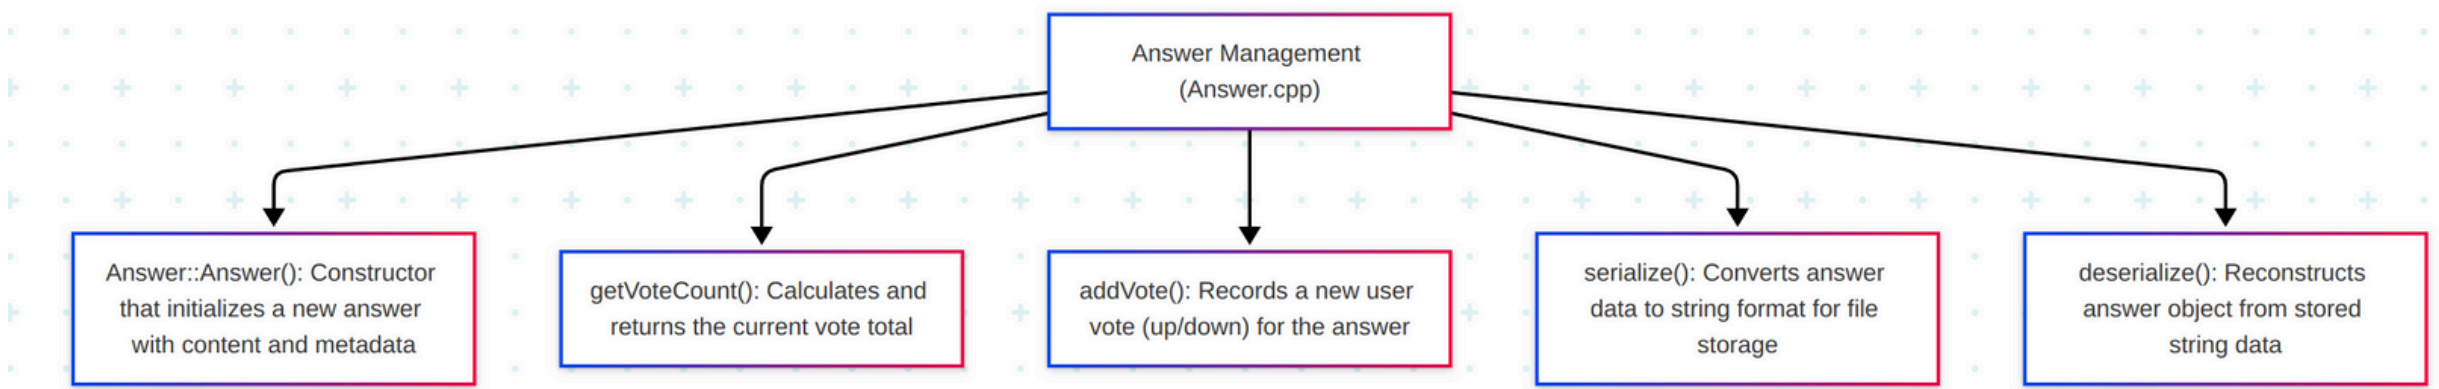 Answer Management
(Answer.cpp)
Answer::Answer(): Constructor
that initializes a new answer
with content and metadata
getVoteCount(): Calculates and
returns the current vote total
addVote(): Records a new user
vote (up/down) for the answer
serialize(): Converts answer
data to string format for file
storage
deserialize(): Reconstructs
answer object from stored
string data